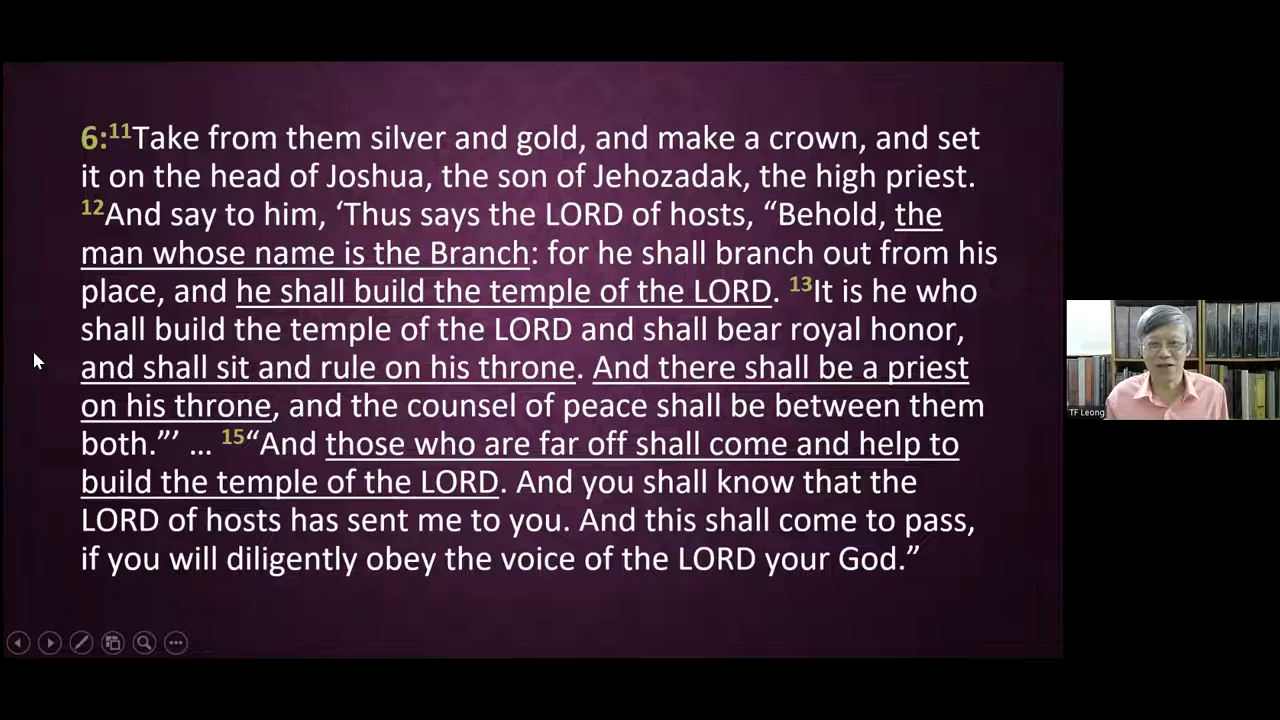 6:11Take from them silver and gold, and make a crown, and set
it on the head of Joshua, the son of Jehozadak, the high priest.
12And say to him, ‘Thus says the LORD of hosts, “Behold, the
man whose name is the Branch: for he shall branch out from his
place, and he shall build the temple of the LORD. 13It is he who
shall build the temple of the LORD and shall bear royal honor,
and shall sit and rule on his throne. And there shall be a priest
on his throne, and the counsel of peace shall be between them
both.”’ … 15“And those who are far off shall come and help to
build the temple of the LORD. And you shall know that the
LORD of hosts has sent me to you. And this shall come to pass,
if you will diligently obey the voice of the LORD your God.”
TF Leong